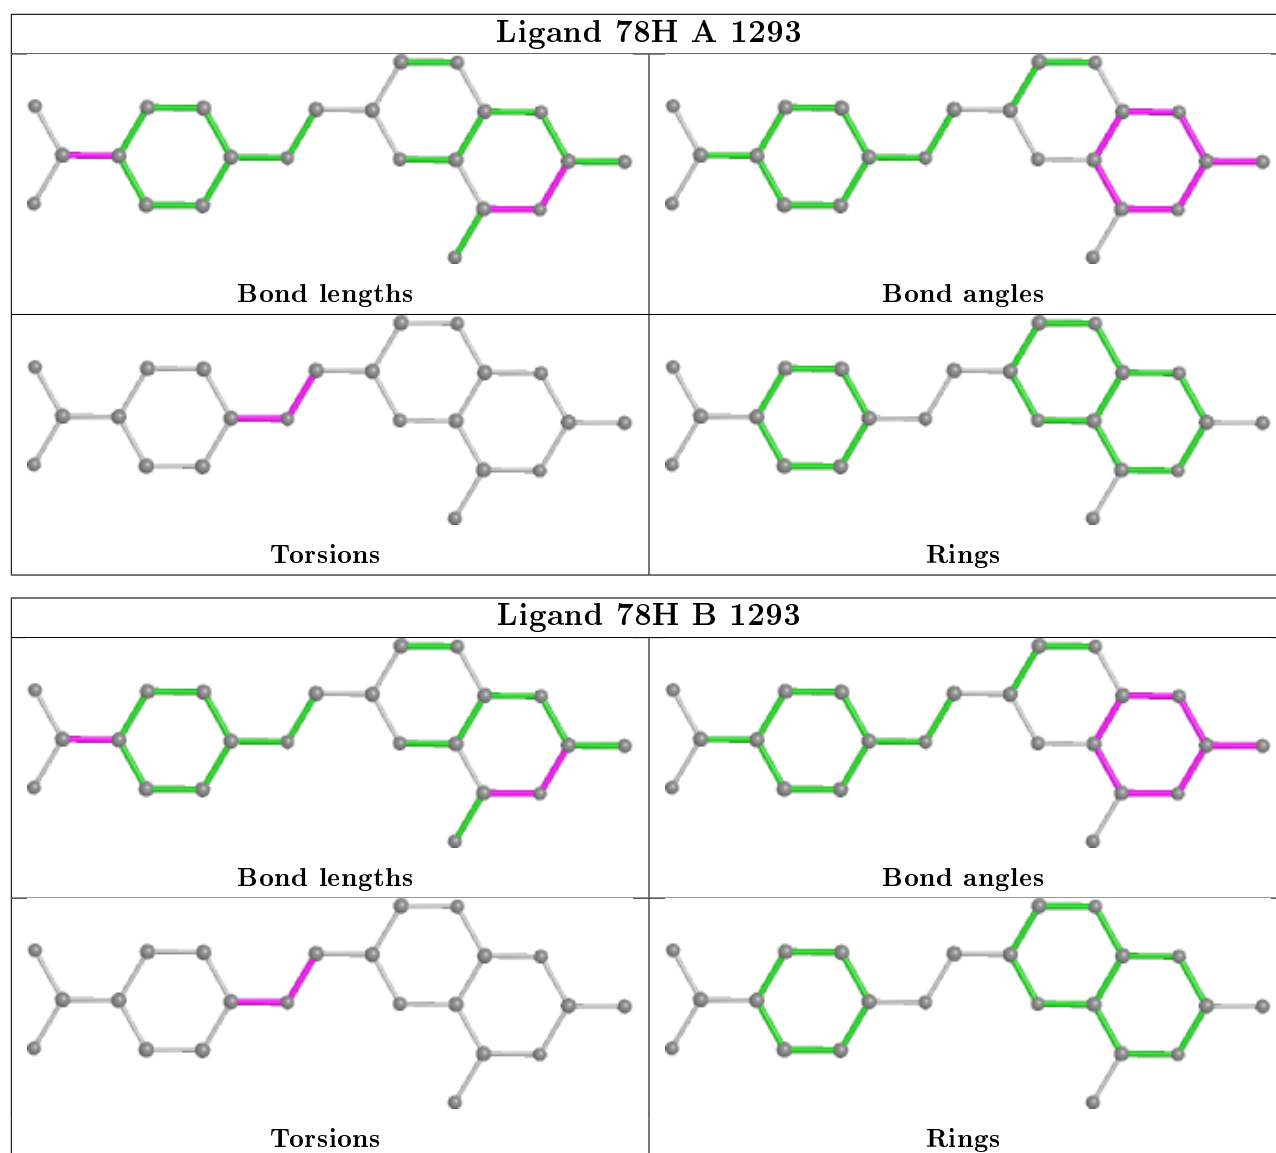 Ligand 78H A 1293
Bond lengths
Bond angles
Torsions
Rings
Ligand 78H B 1293
Bond lengths
Bond angles
Torsions
Rings